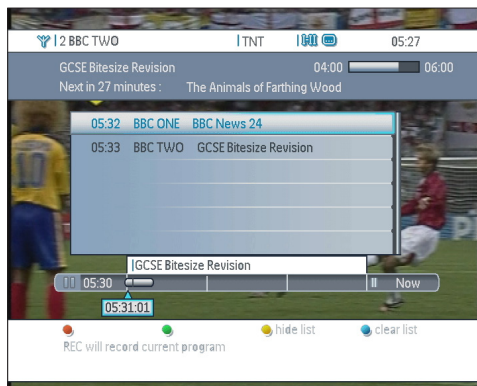 2 BBC TWO TNT 05:27
GCSE Bitesize Revision 04:00 06:00
Next in 27 minutes : The Animals of Farthing Wood
05:32 BBC ONE BBC News 24
05:33 BBC TWO GCSE Bitesize Revision
GCSE Bitesize Revision
05:30 Now
05:31:01
hide list clear list
REC will record current program